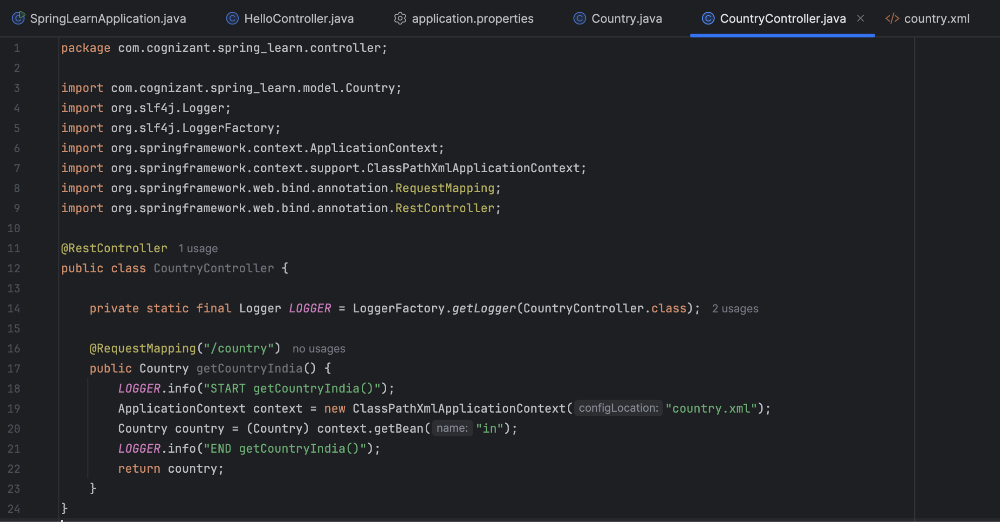 SpringLearnApplication.java HelloController.java application.properties Country.java CountryController.java × </> country.xml
1 package com.cognizant.spring_learn.controller;
2
3 import com.cognizant.spring_learn.model.Country;
4 import org.slf4j.Logger;
5 import org.slf4j.LoggerFactory;
6 import org.springframework.context.ApplicationContext;
7 import org.springframework.context.support.ClassPathXmlApplicationContext;
8 import org.springframework.web.bind.annotation.RequestMapping;
9 import org.springframework.web.bind.annotation.RestController;
10
11 @RestController 1 usage
12 public class CountryController {
13
14     private static final Logger LOGGER = LoggerFactory.getLogger(CountryController.class); 2 usages
15
16     @RequestMapping("/country") no usages
17     public Country getCountryIndia() {
18         LOGGER.info("START getCountryIndia()");
19         ApplicationContext context = new ClassPathXmlApplicationContext( configLocation: "country.xml");
20         Country country = (Country) context.getBean( name: "in");
21         LOGGER.info("END getCountryIndia()");
22         return country;
23     }
24 }